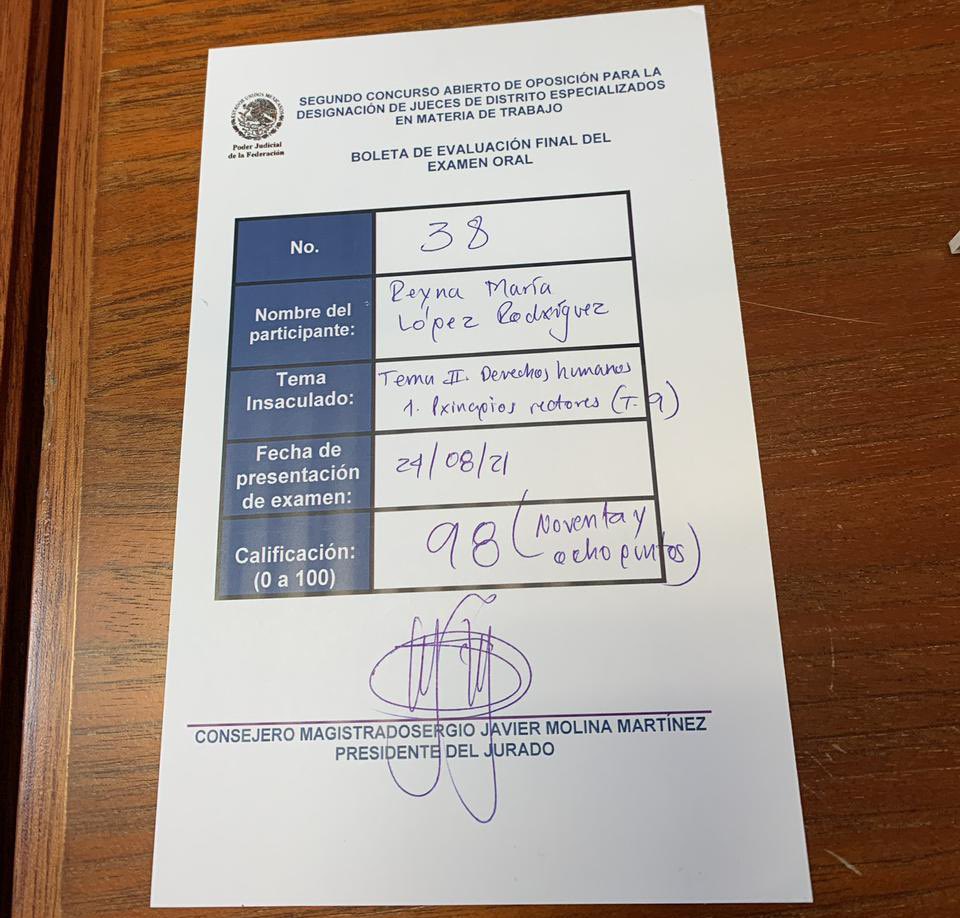 SEGUNDO CONCURSO ABIERTO DE OPOSICIÓN PARA LA
DESIGNACIÓN DE JUECES DE DISTRITO ESPECIALIZADOS
EN MATERIA DE TRABAJO
ESTADOS UNIDOS MEXICANOS
Poder Judicial
de la Federación
BOLETA DE EVALUACIÓN FINAL DEL
EXAMEN ORAL
No.
38
Nombre del
participante:
Reyna María
López Rodríguez
Tema
Insaculado:
Tema II. Derechos humanos
1. Principios rectores (T. 9)
Fecha de
presentación
de examen:
24/08/21
Calificación:
(0 a 100)
98 (Noventa y
ocho puntos)
CONSEJERO MAGISTRADOSERGIO JAVIER MOLINA MARTÍNEZ
PRESIDENTE DEL JURADO